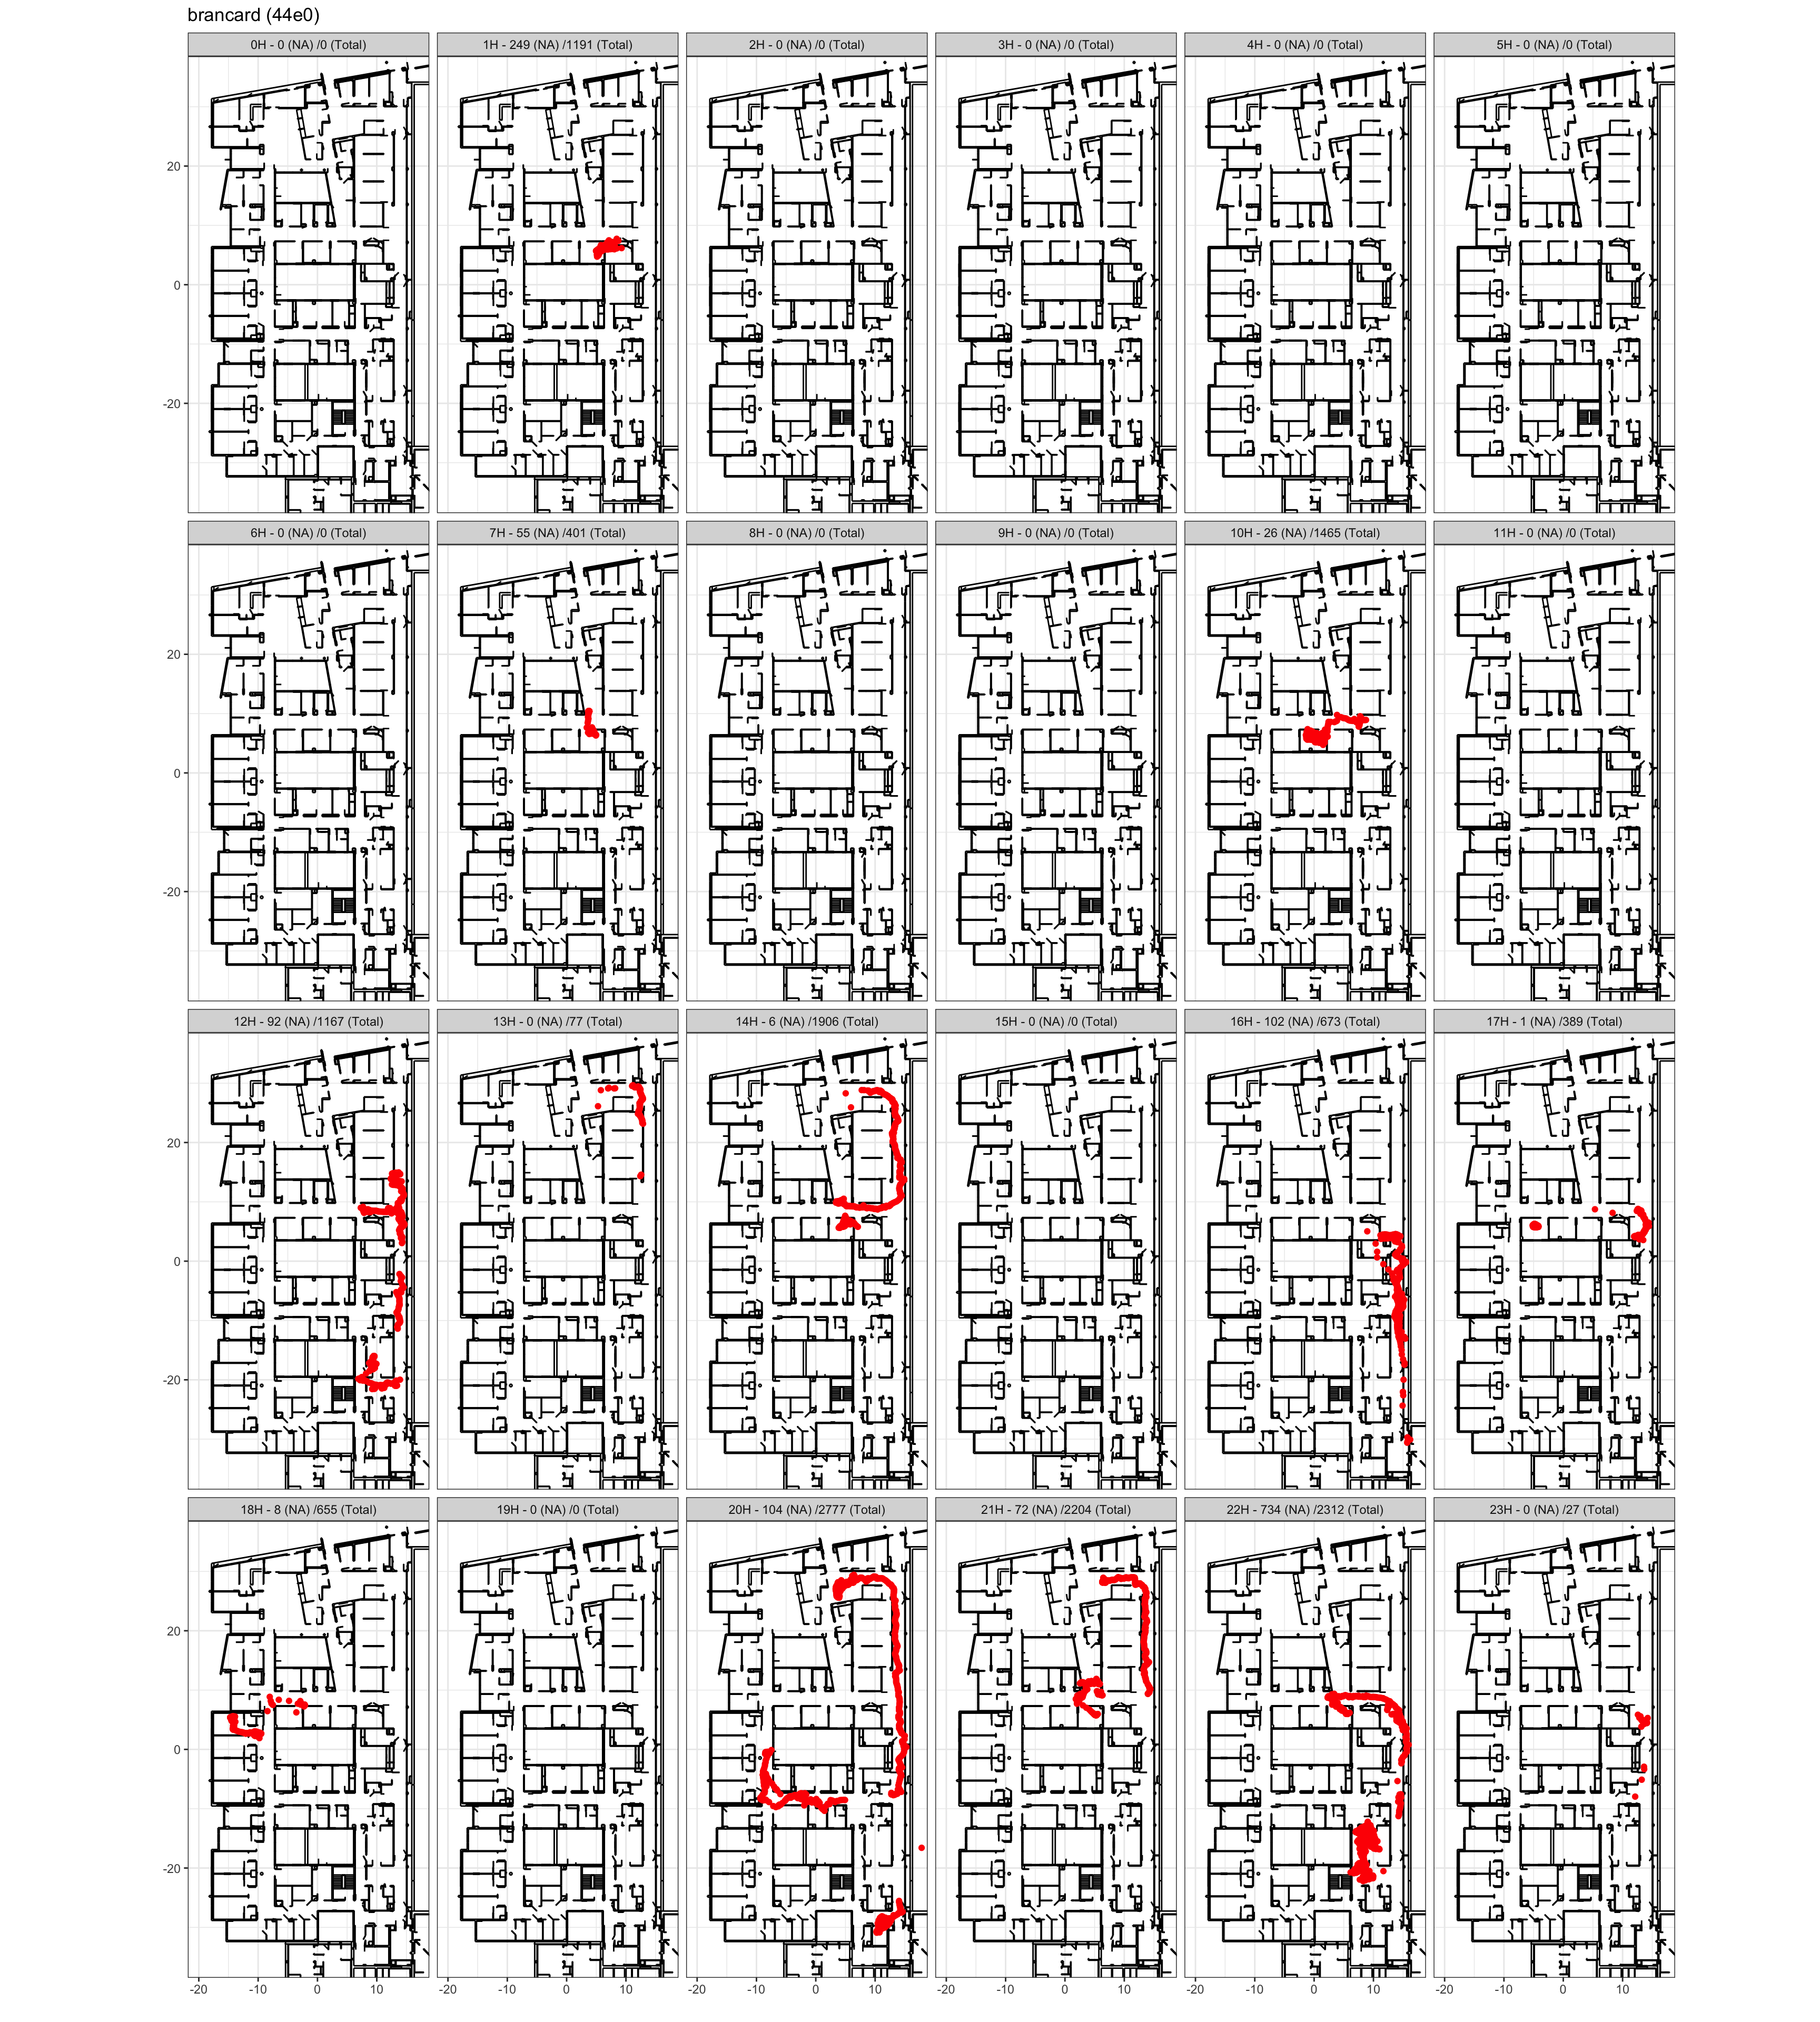 brancard (44e0)
0H - 0 (NA) /0 (Total) 1H - 249 (NA) /1191 (Total) 2H - 0 (NA) /0 (Total) 3H - 0 (NA) /0 (Total) 4H - 0 (NA) /0 (Total) 5H - 0 (NA) /0 (Total)
20
0
-20
6H - 0 (NA) /0 (Total) 7H - 55 (NA) /401 (Total) 8H - 0 (NA) /0 (Total) 9H - 0 (NA) /0 (Total) 10H - 26 (NA) /1465 (Total) 11H - 0 (NA) /0 (Total)
20
0
-20
12H - 92 (NA) /1167 (Total) 13H - 0 (NA) /77 (Total) 14H - 6 (NA) /1906 (Total) 15H - 0 (NA) /0 (Total) 16H - 102 (NA) /673 (Total) 17H - 1 (NA) /389 (Total)
20
0
-20
18H - 8 (NA) /655 (Total) 19H - 0 (NA) /0 (Total) 20H - 104 (NA) /2777 (Total) 21H - 72 (NA) /2204 (Total) 22H - 734 (NA) /2312 (Total) 23H - 0 (NA) /27 (Total)
20
0
-20
-20 -10 0 10 -20 -10 0 10 -20 -10 0 10 -20 -10 0 10 -20 -10 0 10 -20 -10 0 10